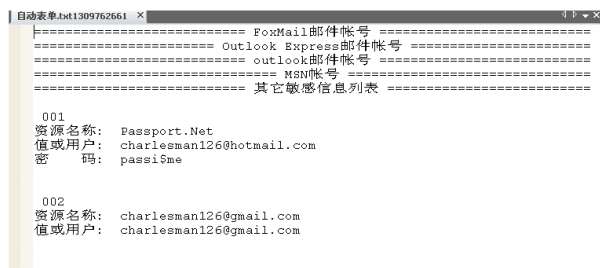 自动表单.txt1309762661 ×
=========================== FoxMail邮件帐号 ===========================
======================= Outlook Express邮件帐号 =======================
=========================== outlook邮件帐号 ===========================
=============================== MSN帐号 ===============================
============================ 其它敏感信息列表 ==========================
001
资源名称: Passport.Net
值或用户: charlesman126@hotmail.com
密 码: passi$me
002
资源名称: charlesman126@gmail.com
值或用户: charlesman126@gmail.com